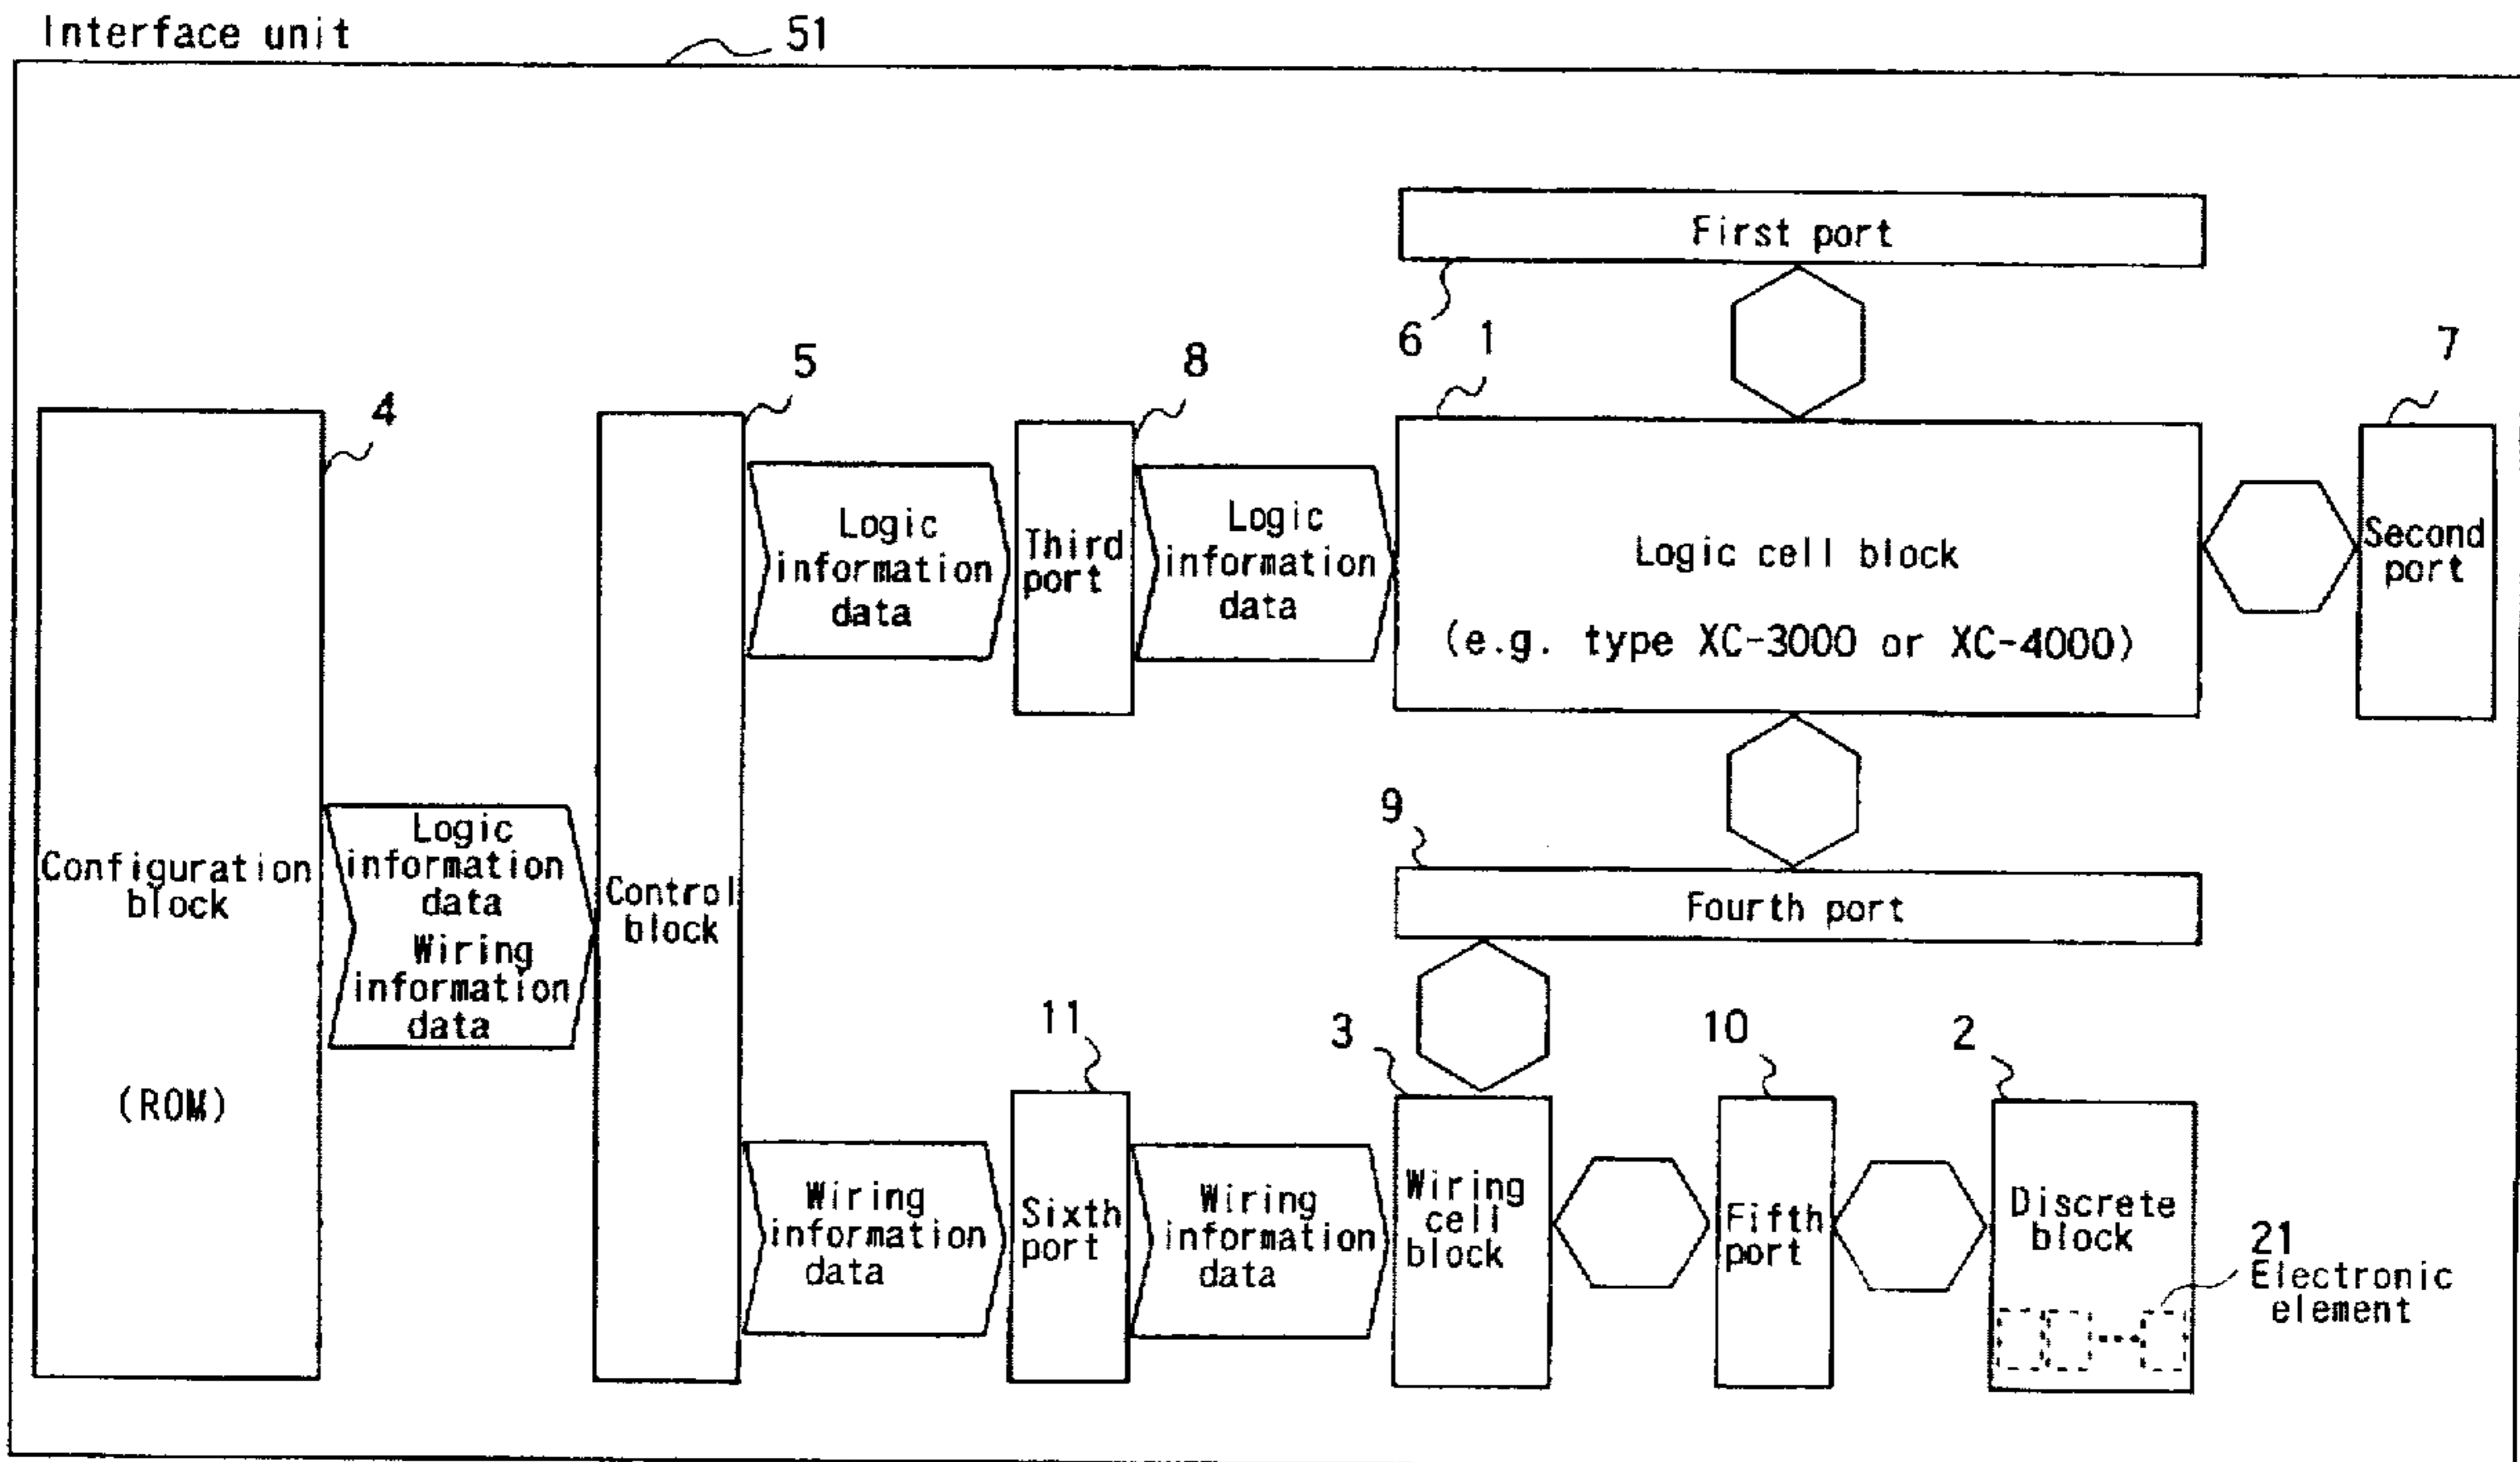 Interface unit
51
First port
6
1
7
5
8
4
Logic
information
data
Third
port
Logic
information
data
Logic cell block
(e.g. type XC-3000 or XC-4000)
Second
port
Configuration
block
(ROM)
Logic
information
data
Wiring
information
data
Control
block
9
Fourth port
11
3
10
2
Wiring
information
data
Sixth
port
Wiring
information
data
Wiring
cell
block
Fifth
port
Discrete
block
21
Electronic
element